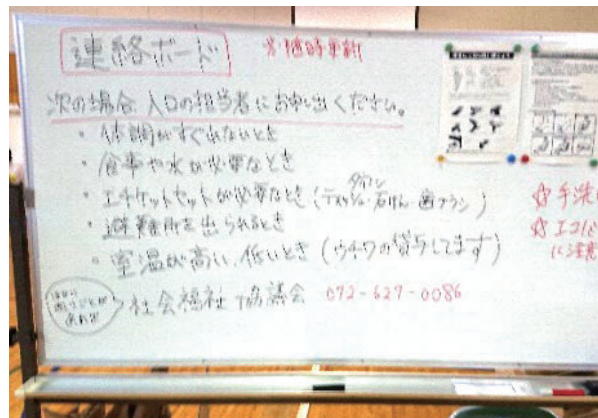 連絡ボード ※随時更新
次の場合 入口の担当者にお申し出ください。
・体調がすぐれないとき
・食事や水が必要なとき
・エチケットセットが必要なとき(ティッシュ・石けん・歯ブラシ)
・避難所を出られるとき
・室温が高い、低いとき(ウチワの貸与してます)
社会福祉協議会 072-627-0086
☆手洗
☆エコ
に注意